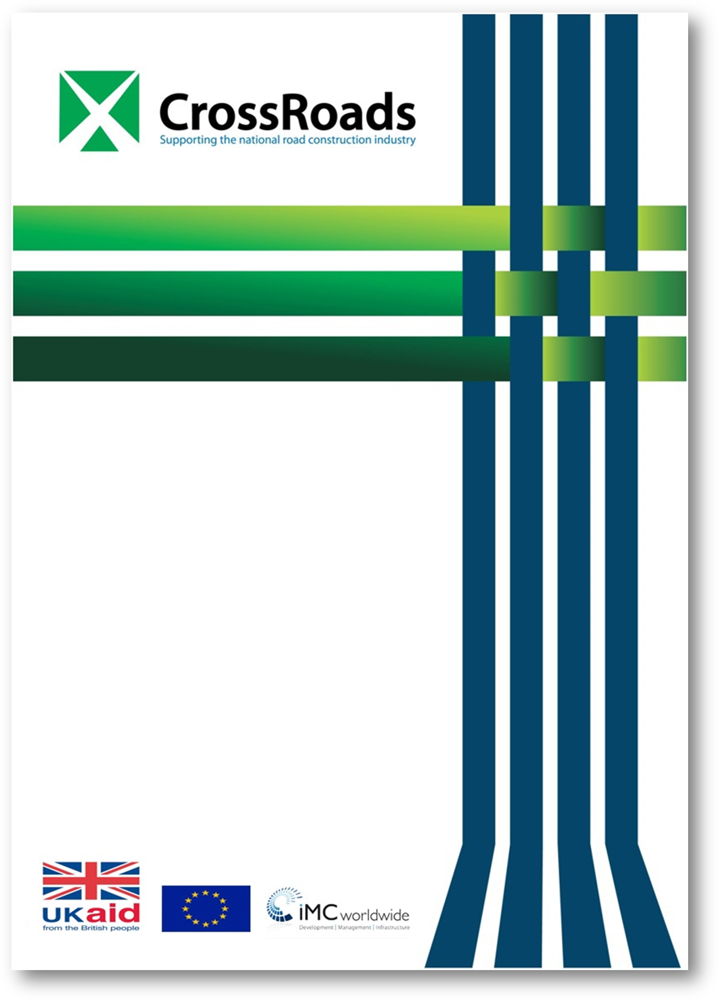 CrossRoads
Supporting the national road construction industry
UKaid
from the British people
iMC worldwide
Development | Management | Infrastructure